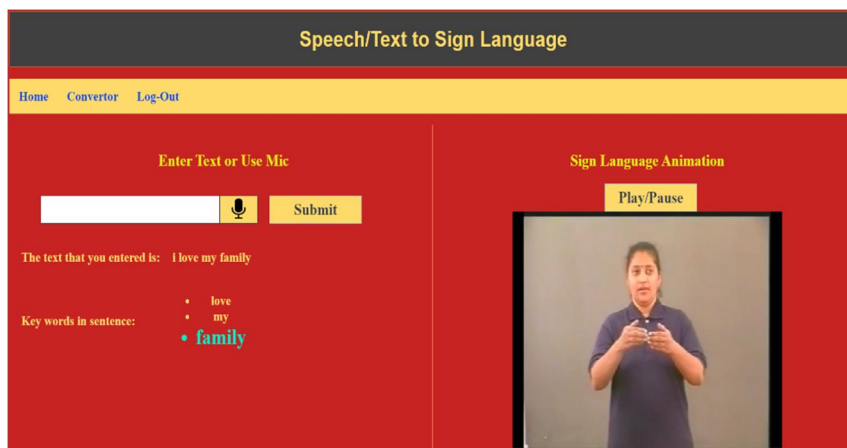 Speech/Text to Sign Language
Home Convertor Log-Out
Enter Text or Use Mic
Submit
The text that you entered is: i love my family
Key words in sentence:
• love
• my
• family
Sign Language Animation
Play/Pause